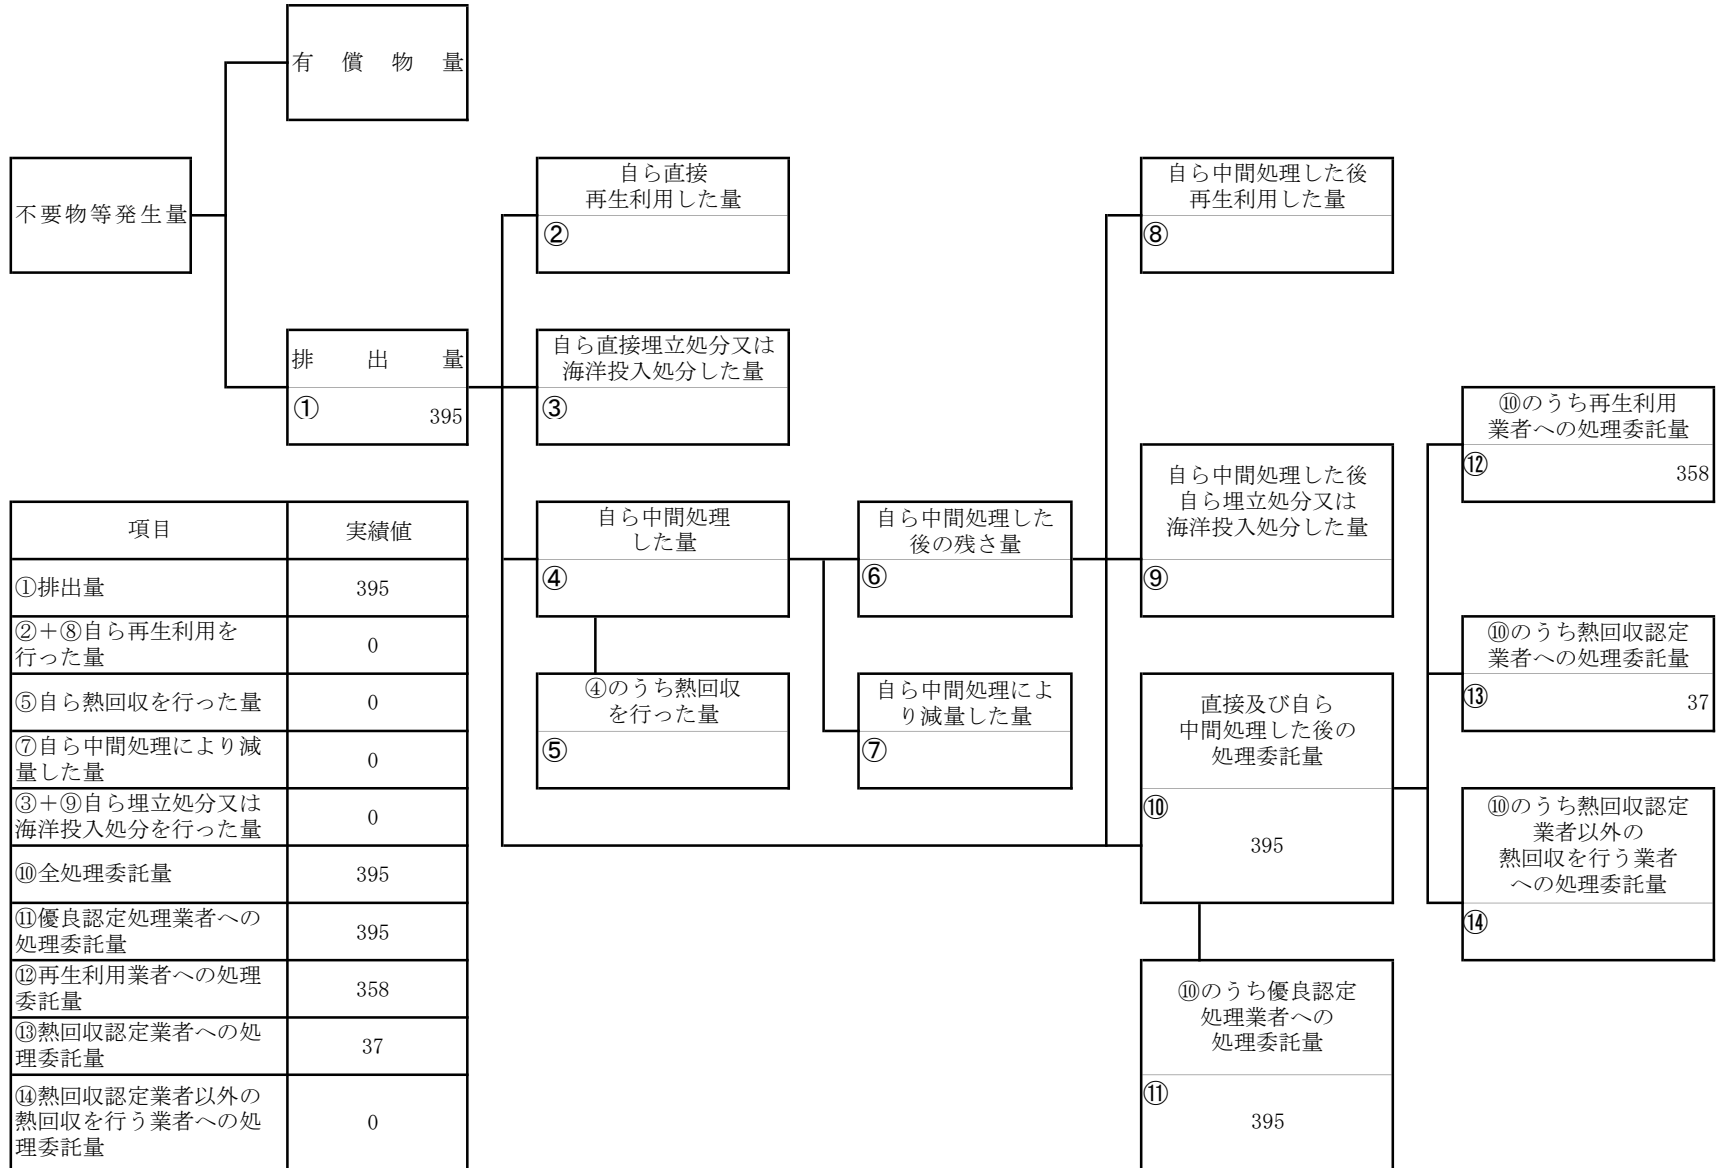 有償物量
不要物等発生量
排出量
①
395
自ら直接
再生利用した量
②
自ら直接埋立処分又は
海洋投入処分した量
③
自ら中間処理
した量
④
④のうち熱回収
を行った量
⑤
自ら中間処理した
後の残さ量
⑥
自ら中間処理によ
り減量した量
⑦
自ら中間処理した後
再生利用した量
⑧
自ら中間処理した後
自ら埋立処分又は
海洋投入処分した量
⑨
直接及び自ら
中間処理した後の
処理委託量
⑩
395
⑩のうち優良認定
処理業者への
処理委託量
⑪
395
⑩のうち再生利用
業者への処理委託量
⑫
358
⑩のうち熱回収認定
業者への処理委託量
⑬
37
⑩のうち熱回収認定
業者以外の
熱回収を行う業者
への処理委託量
⑭
項目 実績値
①排出量 395
②＋⑧自ら再生利用を
行った量
0
⑤自ら熱回収を行った量 0
⑦自ら中間処理により減
量した量
0
③＋⑨自ら埋立処分又は
海洋投入処分を行った量
0
⑩全処理委託量 395
⑪優良認定処理業者への
処理委託量
395
⑫再生利用業者への処理
委託量
358
⑬熱回収認定業者への処
理委託量
37
⑭熱回収認定業者以外の
熱回収を行う業者への処
理委託量
0